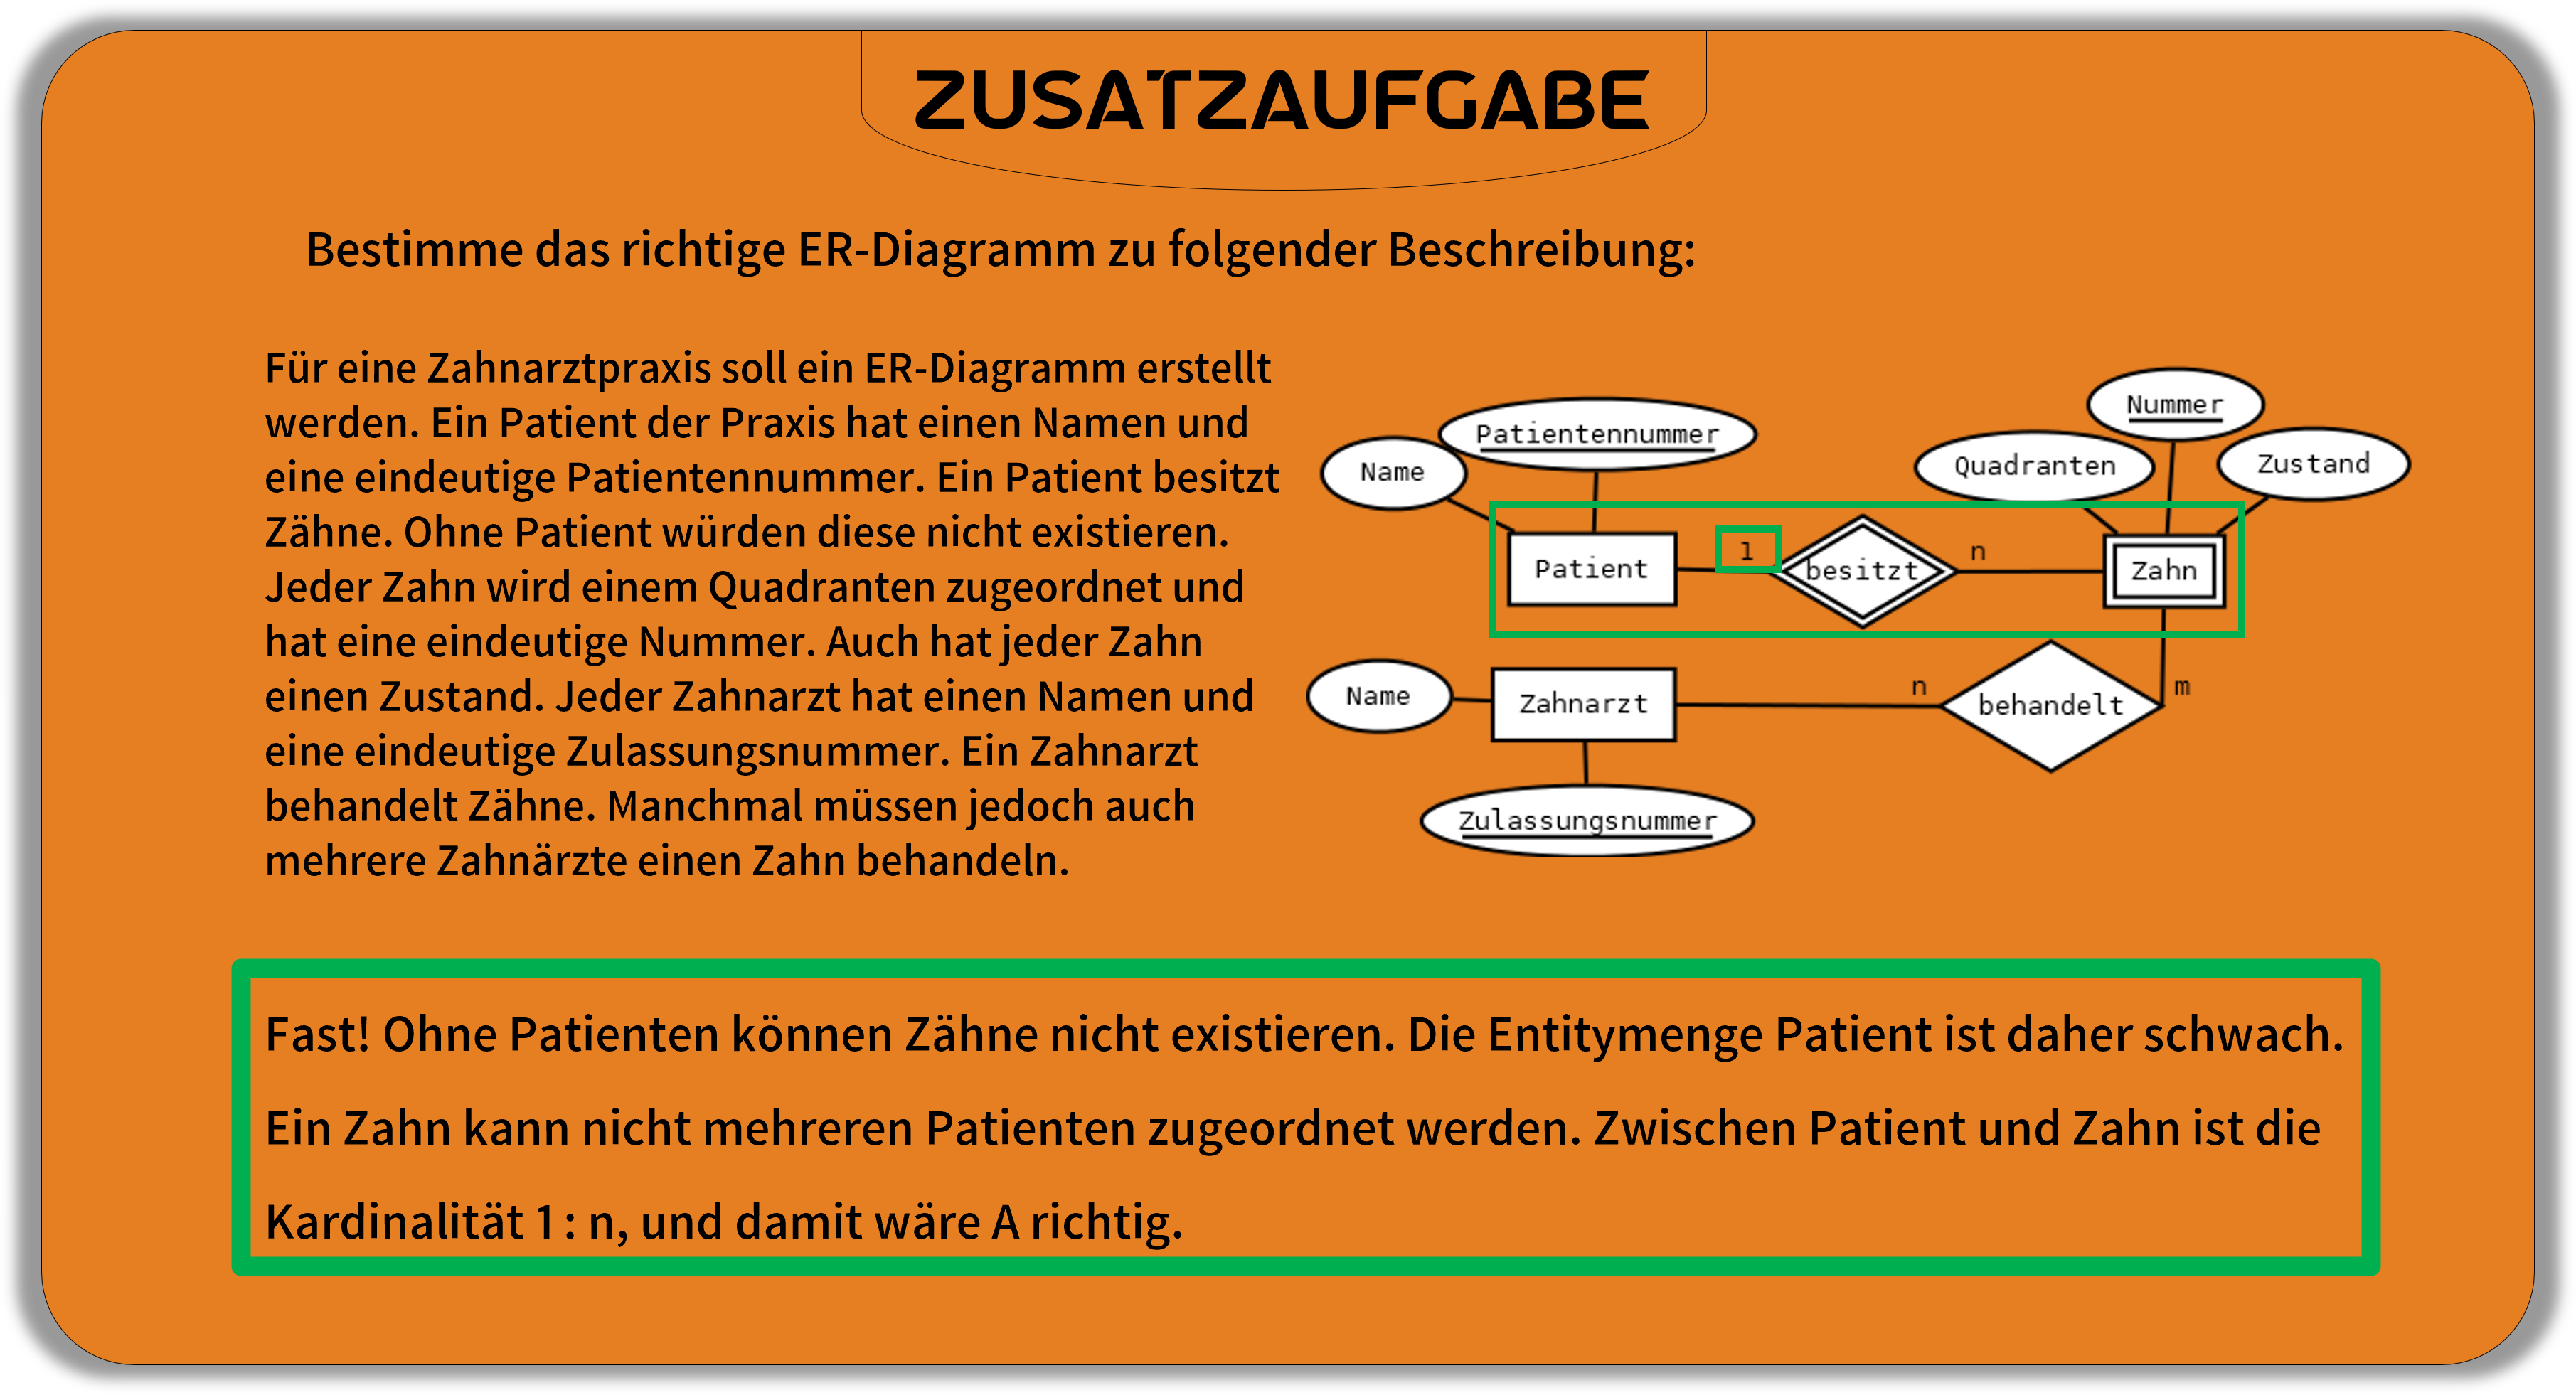 ZUSATZAUFGABE
Bestimme das richtige ER-Diagramm zu folgender Beschreibung:
Für eine Zahnarztpraxis soll ein ER-Diagramm erstellt
werden. Ein Patient der Praxis hat einen Namen und
eine eindeutige Patientennummer. Ein Patient besitzt
Zähne. Ohne Patient würden diese nicht existieren.
Jeder Zahn wird einem Quadranten zugeordnet und
hat eine eindeutige Nummer. Auch hat jeder Zahn
einen Zustand. Jeder Zahnarzt hat einen Namen und
eine eindeutige Zulassungsnummer. Ein Zahnarzt
behandelt Zähne. Manchmal müssen jedoch auch
mehrere Zahnärzte einen Zahn behandeln.
Nummer
Patientennummer
Name
Quadranten
Zustand
Patient
1
besitzt
n
Zahn
Name
Zahnarzt
n
behandelt
m
Zulassungsnummer
Fast! Ohne Patienten können Zähne nicht existieren. Die Entitymenge Patient ist daher schwach.
Ein Zahn kann nicht mehreren Patienten zugeordnet werden. Zwischen Patient und Zahn ist die
Kardinalität 1 : n, und damit wäre A richtig.